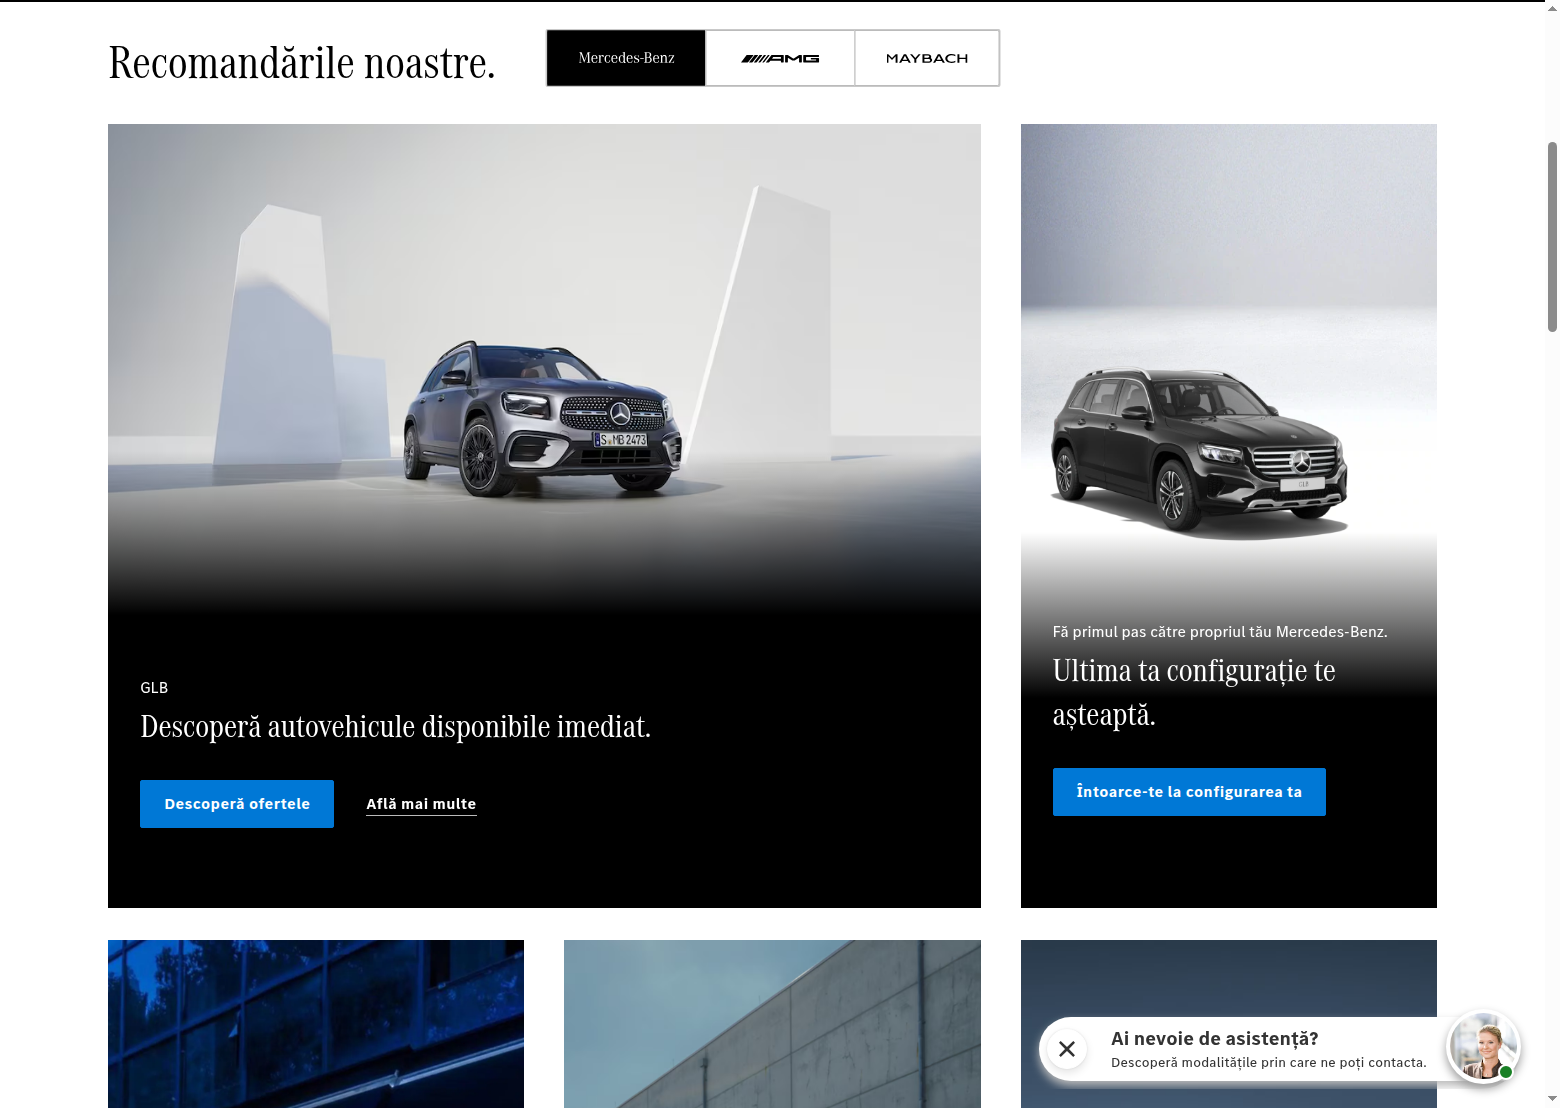 Recomandările noastre.
Mercedes-Benz
AMG
MAYBACH
S MB 2473
GLB
GLB
Descoperă autovehicule disponibile imediat.
Descoperă ofertele
Află mai multe
Fă primul pas către propriul tău Mercedes-Benz.
Ultima ta configurație te
așteaptă.
Întoarce-te la configurarea ta
Ai nevoie de asistență?
Descoperă modalitățile prin care ne poți contacta.